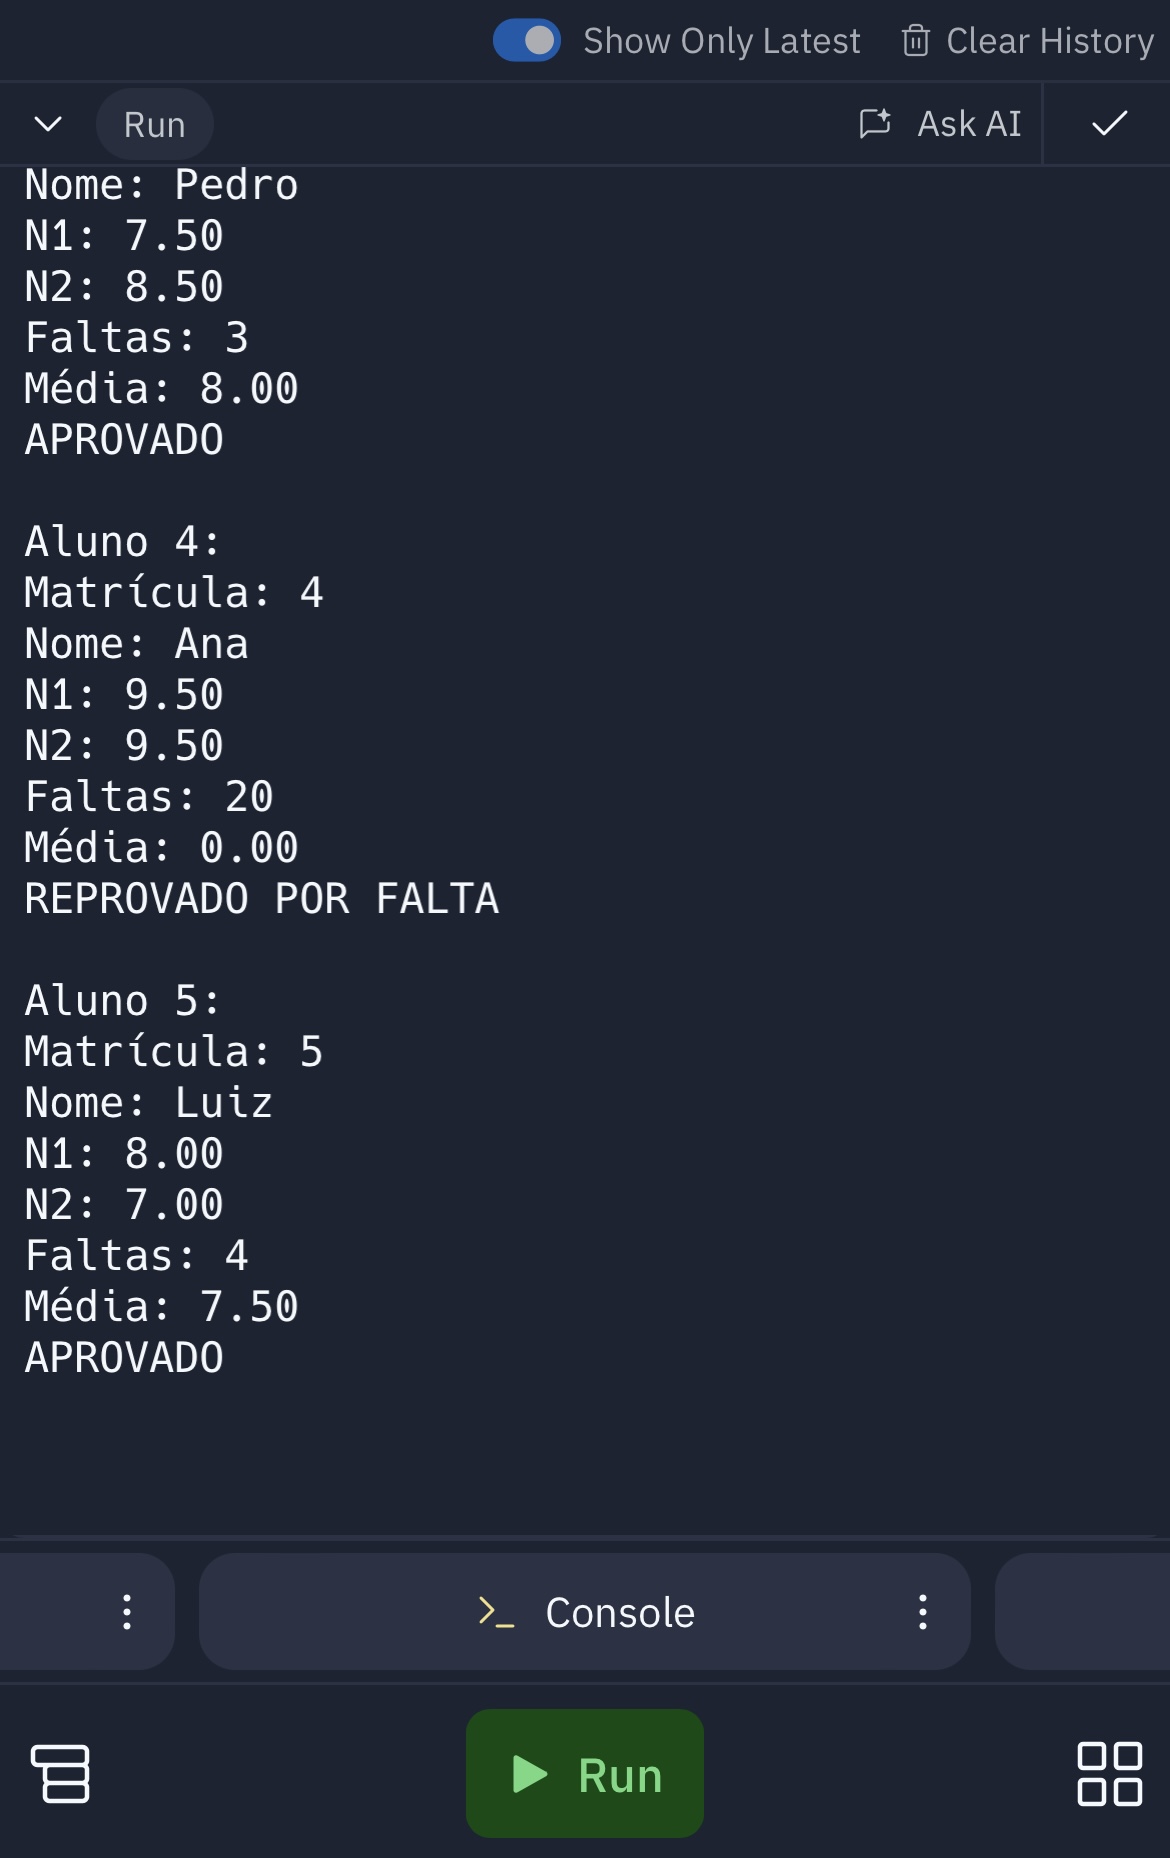 Show Only Latest
Clear History
Run
Ask AI
Nome: Pedro
N1: 7.50
N2: 8.50
Faltas: 3
Média: 8.00
APROVADO
Aluno 4:
Matrícula: 4
Nome: Ana
N1: 9.50
N2: 9.50
Faltas: 20
Média: 0.00
REPROVADO POR FALTA
Aluno 5:
Matrícula: 5
Nome: Luiz
N1: 8.00
N2: 7.00
Faltas: 4
Média: 7.50
APROVADO
Console
Run